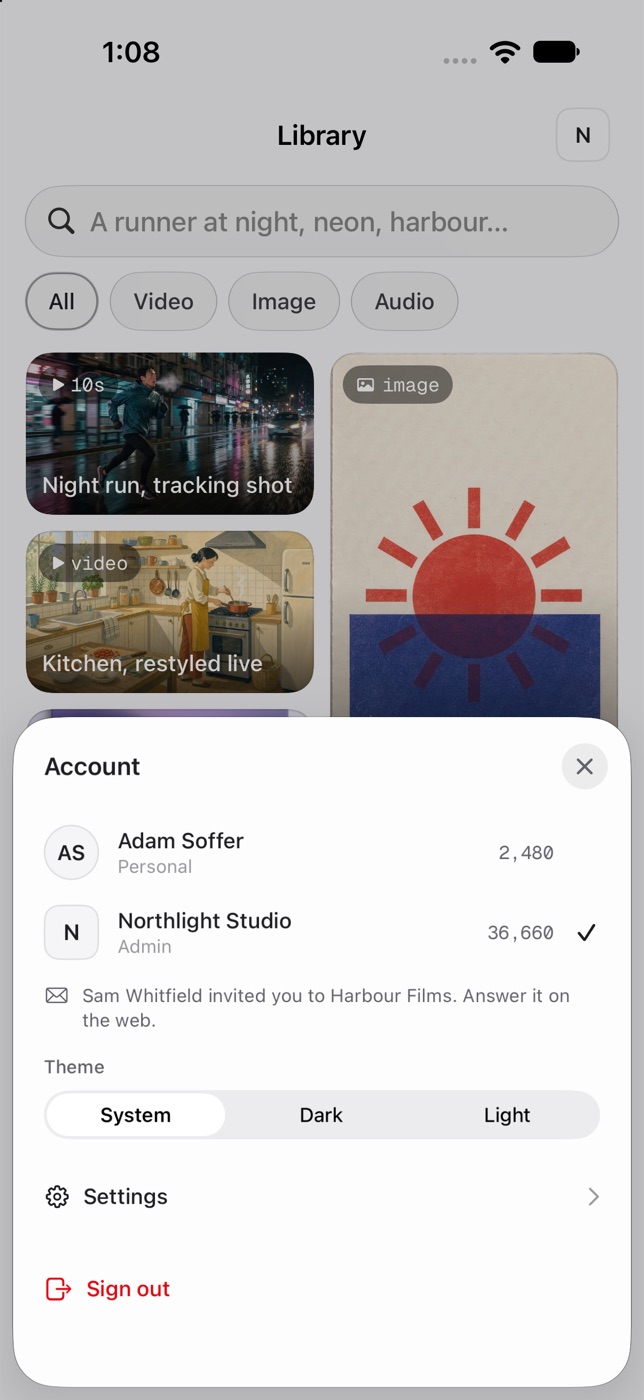 1:08
Library
N
A runner at night, neon, harbour...
All
Video
Image
Audio
10s
Night run, tracking shot
image
video
Kitchen, restyled live
Account
AS
Adam Soffer
Personal
2,480
N
Northlight Studio
Admin
36,660
Sam Whitfield invited you to Harbour Films. Answer it on
the web.
Theme
System
Dark
Light
Settings
Sign out